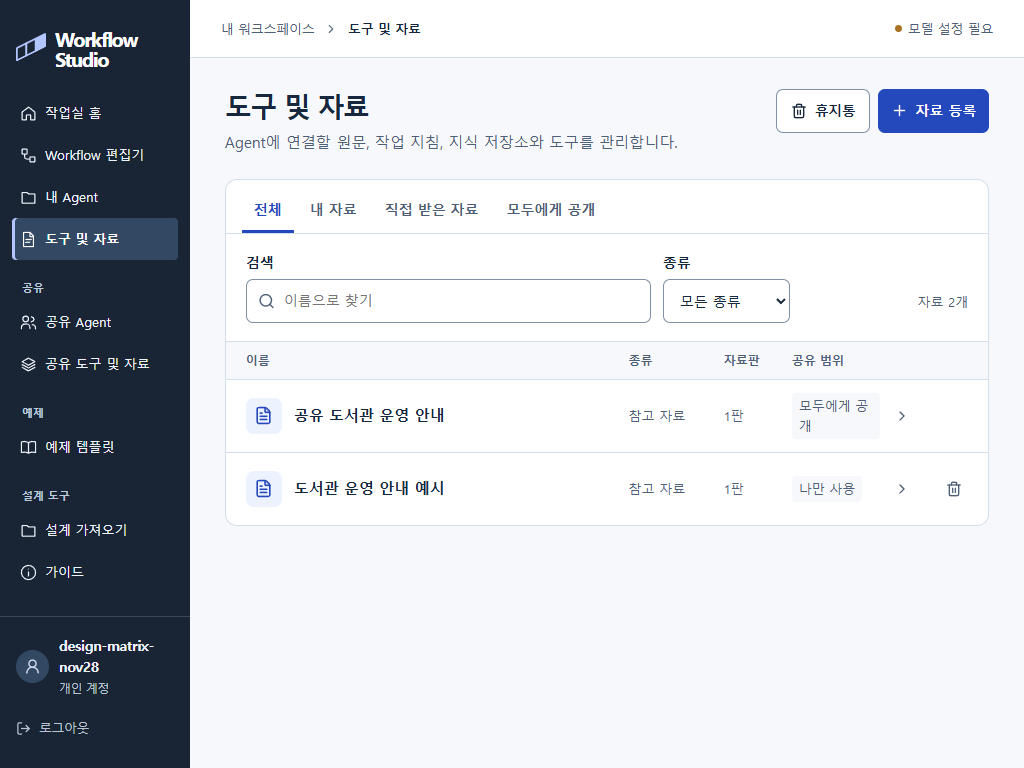 Workflow
Studio
작업실 홈
Workflow 편집기
내 Agent
도구 및 자료
공유
공유 Agent
공유 도구 및 자료
예제
예제 템플릿
설계 도구
설계 가져오기
가이드
design-matrix-
nov28
개인 계정
로그아웃
내 워크스페이스 > 도구 및 자료
모델 설정 필요
도구 및 자료
Agent에 연결할 원문, 작업 지침, 지식 저장소와 도구를 관리합니다.
휴지통
자료 등록
전체 내 자료 직접 받은 자료 모두에게 공개
검색
이름으로 찾기
종류
모든 종류
자료 2개
이름 종류 자료판 공유 범위
공유 도서관 운영 안내 참고 자료 1판 모두에게 공
개
도서관 운영 안내 예시 참고 자료 1판 나만 사용